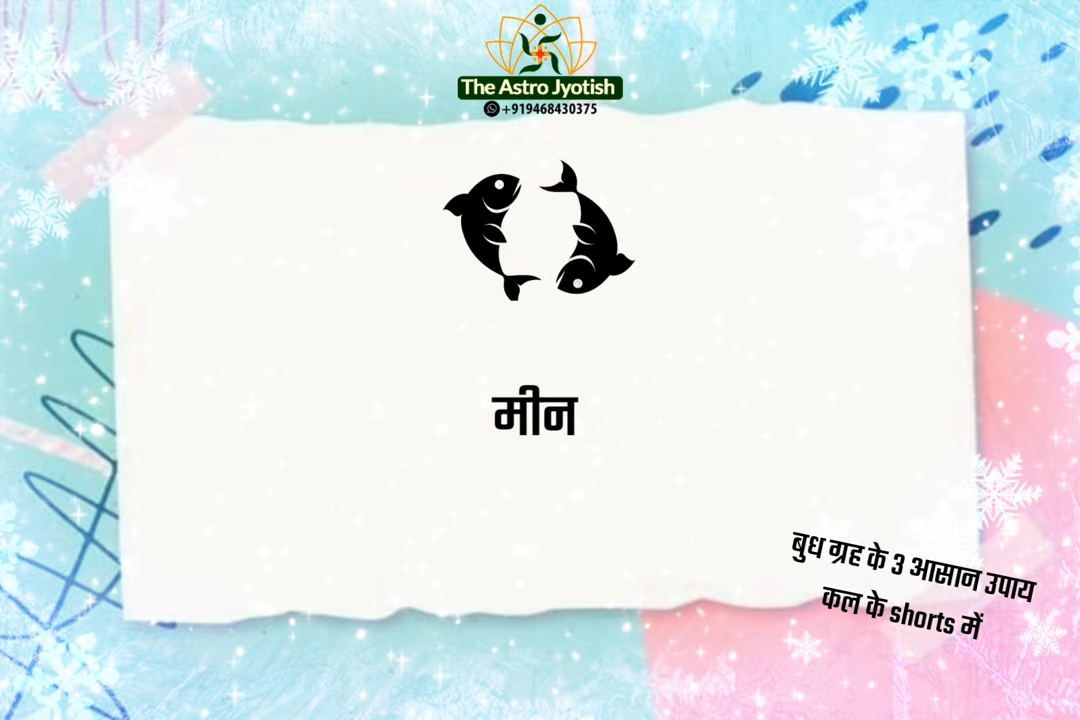 The Astro Jyotish
+919468430375
मीन
बुध ग्रह के 3 आसान उपाय
कल के shorts में